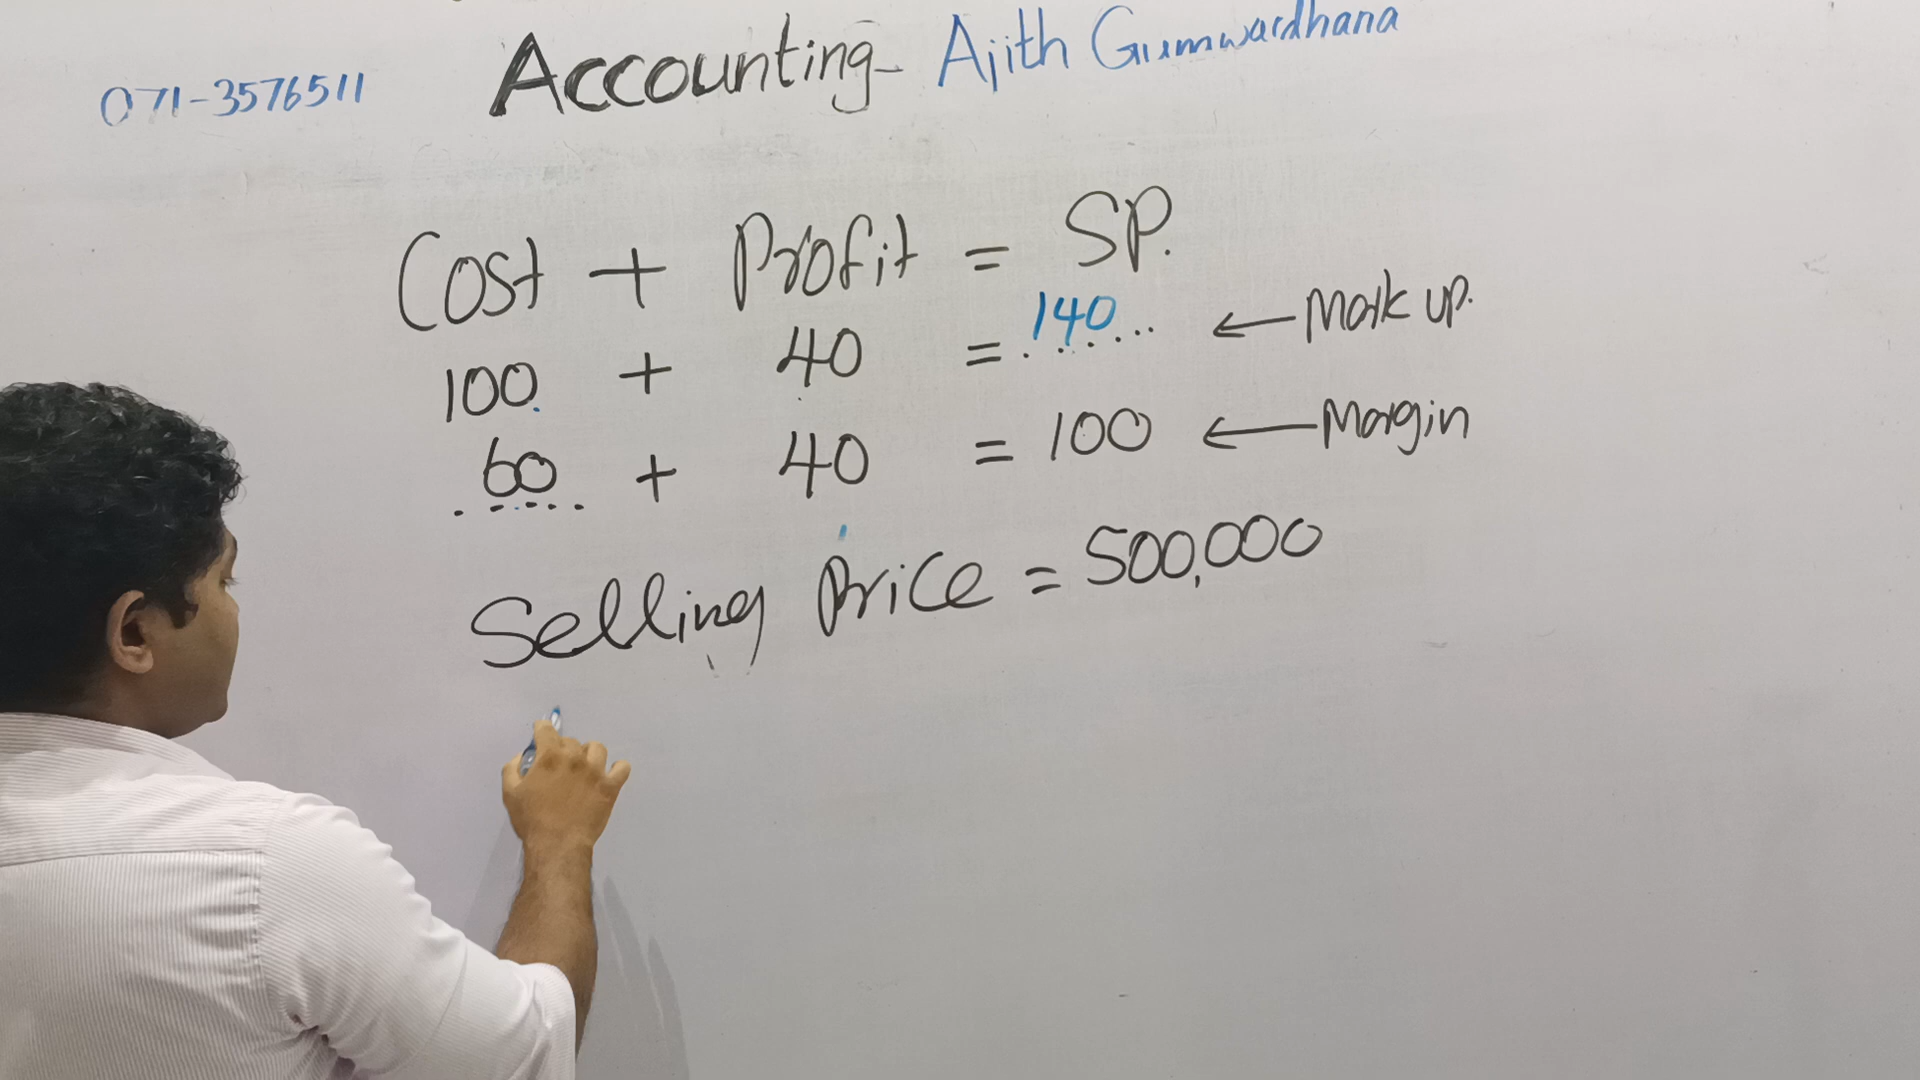 071-3576511 Accounting- Ajith Gunawardhana
Cost + Profit = SP.
100 + 40 = 140 ← Mark up.
60 + 40 = 100 ← Margin
Selling Price = 500,000